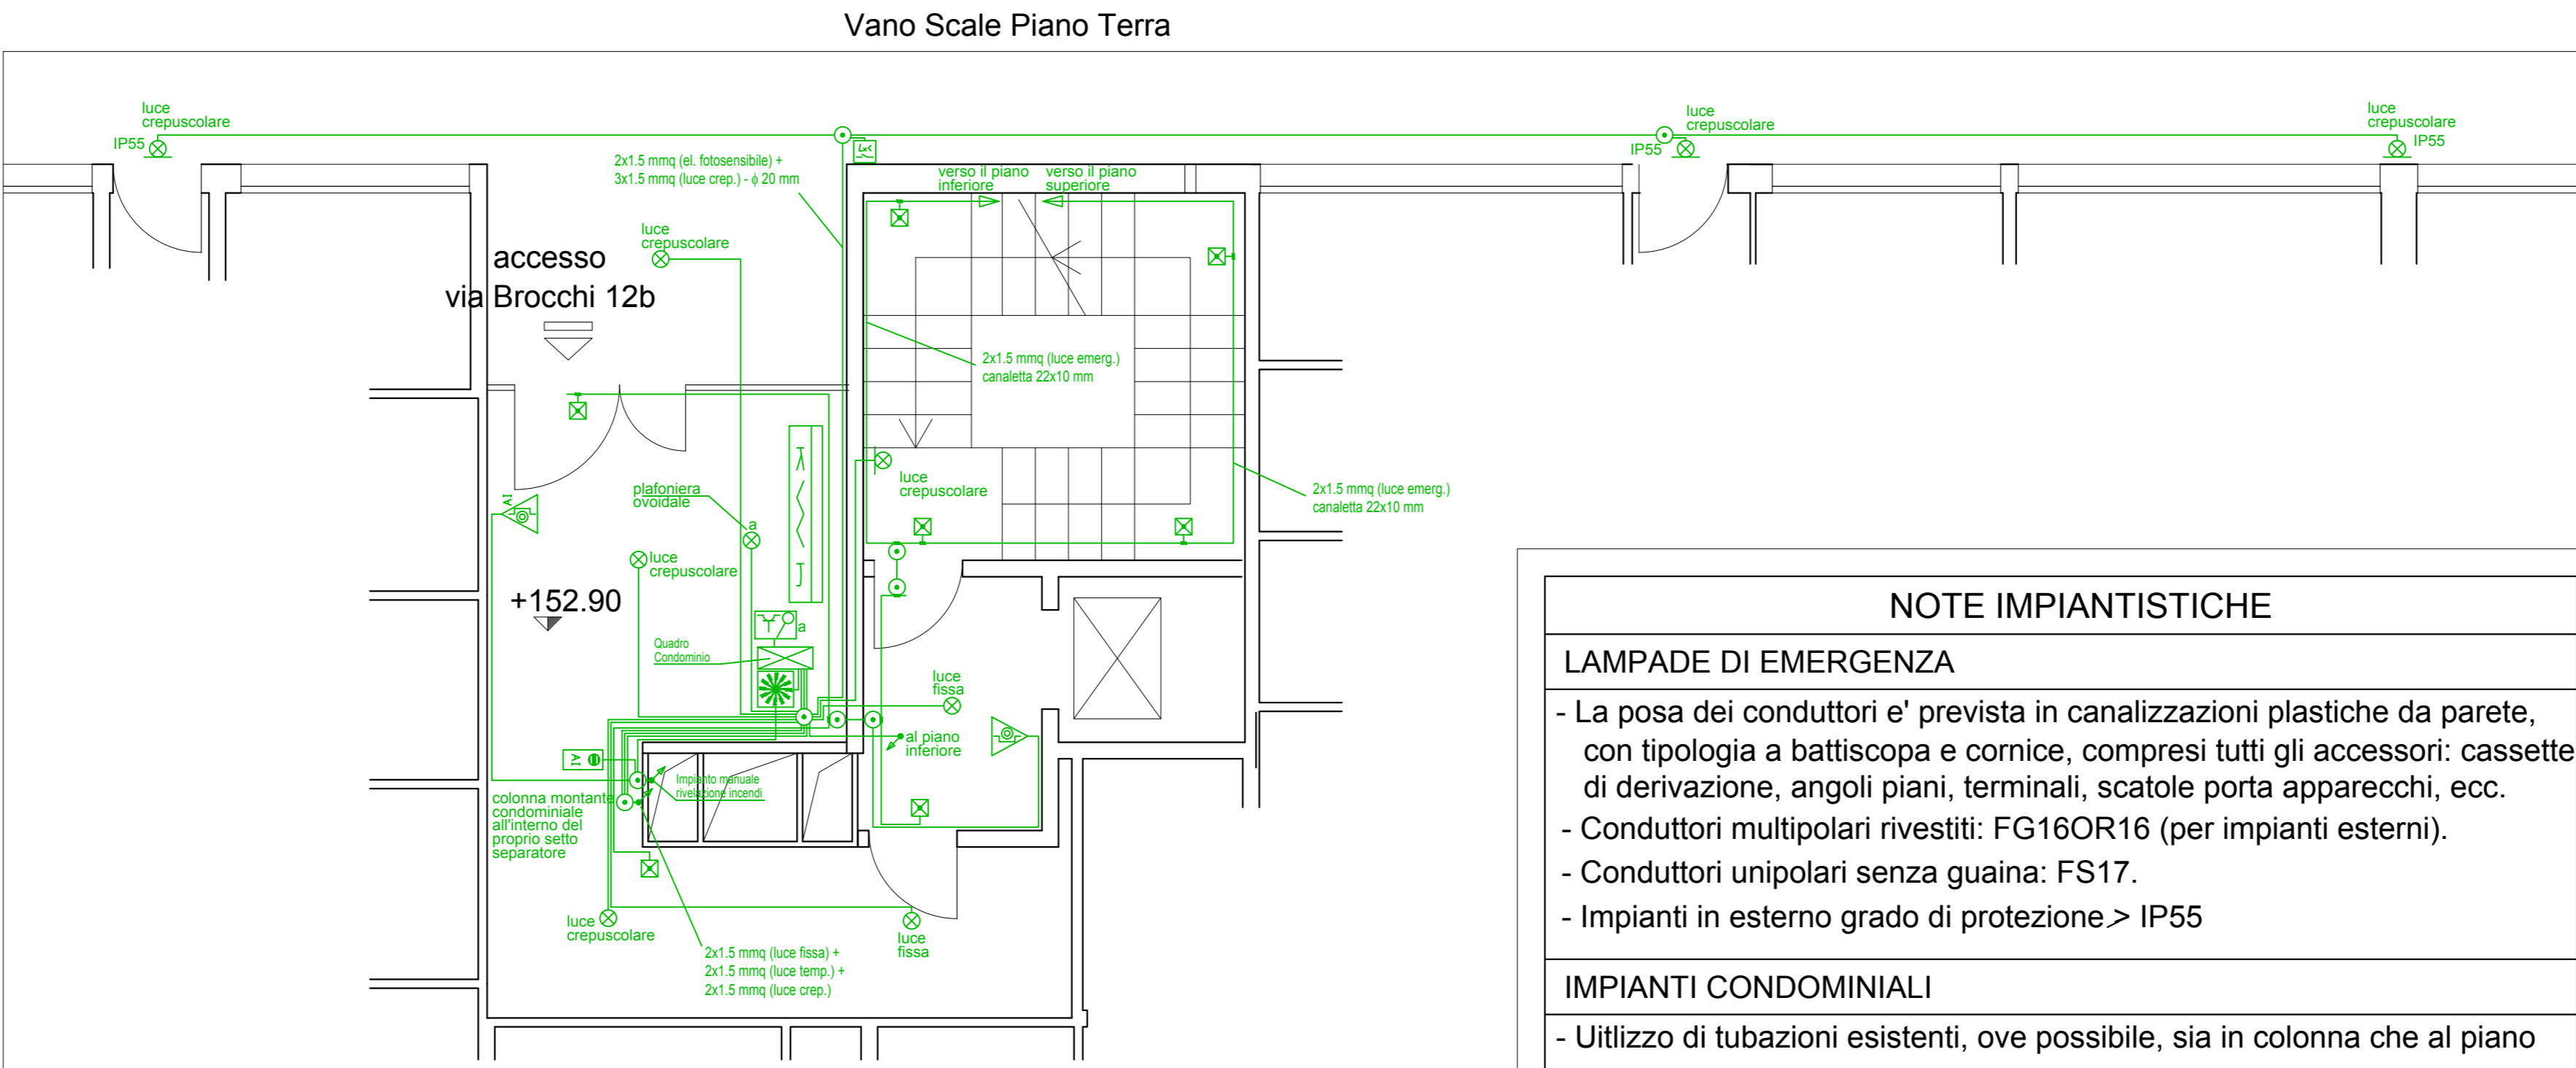 Vano Scale Piano Terra
luce
crepuscolare
IP55
luce
crepuscolare
IP55
luce
crepuscolare
IP55
2x1.5 mmq (el. fotosensibile) +
3x1.5 mmq (luce crep.) - ϕ 20 mm
verso il piano
inferiore
verso il piano
superiore
luce
crepuscolare
accesso
via Brocchi 12b
2x1.5 mmq (luce emerg.)
canaletta 22x10 mm
luce
crepuscolare
2x1.5 mmq (luce emerg.)
canaletta 22x10 mm
AI
plafoniera
ovoidale
a
luce
crepuscolare
+152.90
a
Quadro
Condominio
luce
fissa
al piano
inferiore
AI
Impianto manuale
rivelazione incendi
colonna montante
condominiale
all'interno del
proprio setto
separatore
luce
crepuscolare
luce
fissa
2x1.5 mmq (luce fissa) +
2x1.5 mmq (luce temp.) +
2x1.5 mmq (luce crep.)
NOTE IMPIANTISTICHE
LAMPADE DI EMERGENZA
- La posa dei conduttori e' prevista in canalizzazioni plastiche da parete,
con tipologia a battiscopa e cornice, compresi tutti gli accessori: cassette
di derivazione, angoli piani, terminali, scatole porta apparecchi, ecc.
- Conduttori multipolari rivestiti: FG16OR16 (per impianti esterni).
- Conduttori unipolari senza guaina: FS17.
- Impianti in esterno grado di protezione > IP55
IMPIANTI CONDOMINIALI
- Uitlizzo di tubazioni esistenti, ove possibile, sia in colonna che al piano